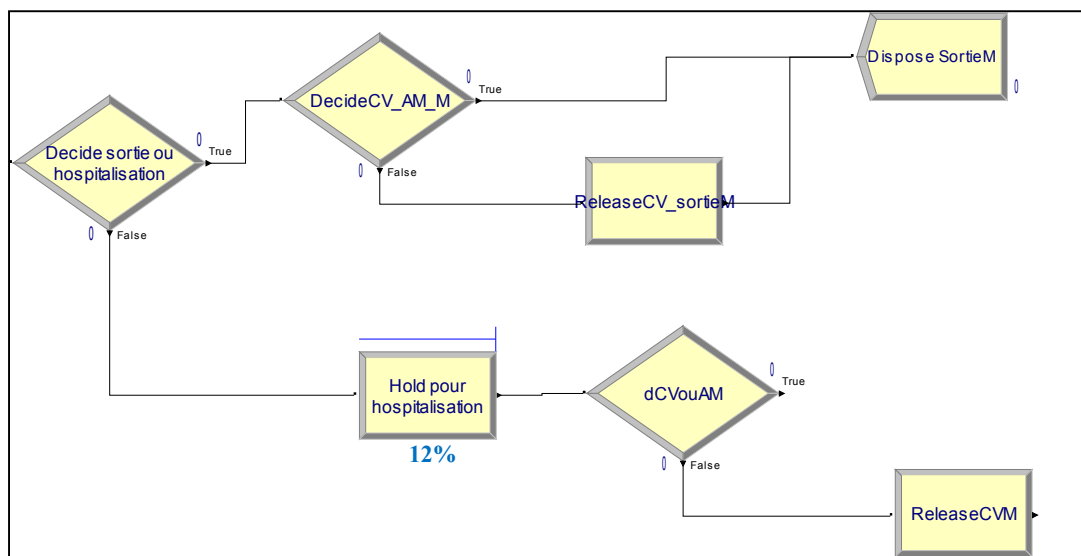 0
Dispose SortieM
0
DecideCV_AM_M
True
0
Decide sortie ou
hospitalisation
True
0
False
ReleaseCV_sortieM
0
False
0
Hold pour
hospitalisation
dCVouAM
True
12%
0
False
ReleaseCVM